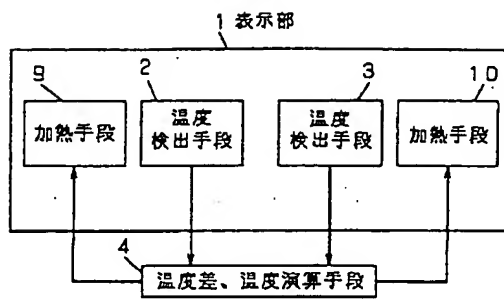 1 表示部
9
2
3
10
加熱手段
温度
検出手段
温度
検出手段
加熱手段
4
温度差、温度演算手段